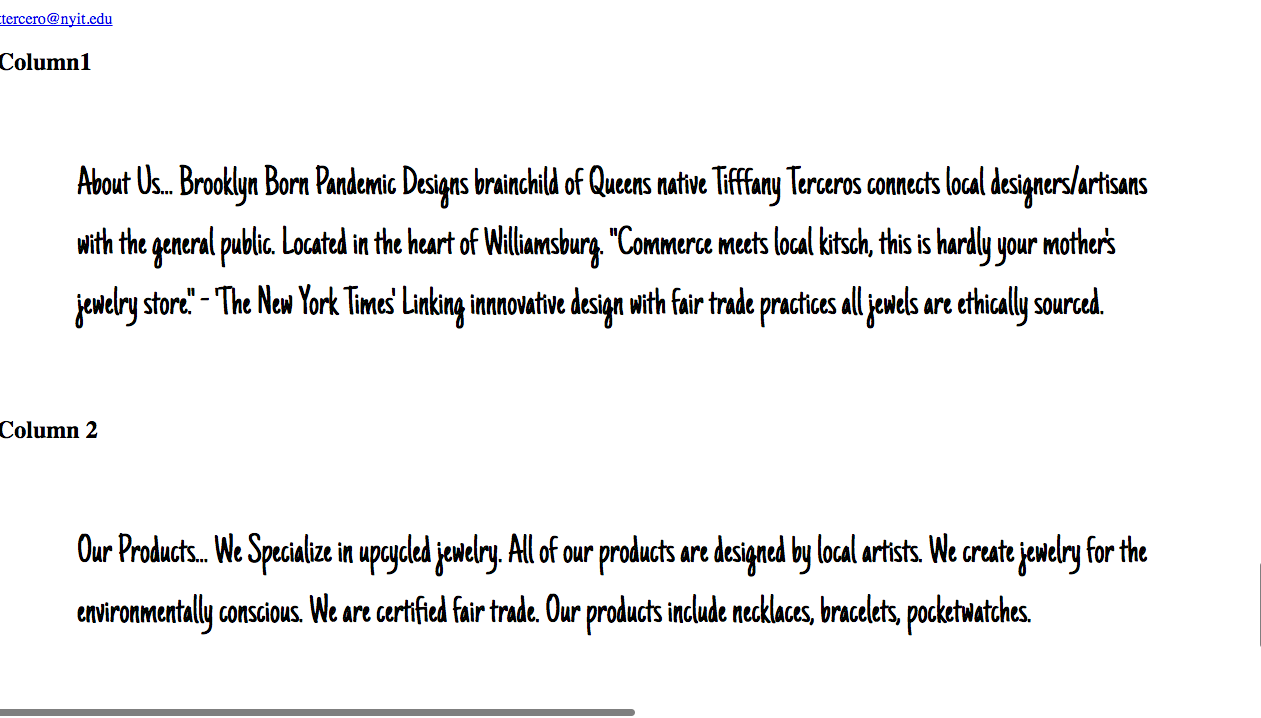 ttercero@nyit.edu
Column1
About Us... Brooklyn Born Pandemic Designs brainchild of Queens native Tifffany Terceros connects local designers/artisans
with the general public. Located in the heart of Williamsburg. "Commerce meets local kitsch, this is hardly your mother's
jewelry store." - 'The New York Times' Linking innnovative design with fair trade practices all jewels are ethically sourced.
Column 2
Our Products... We Specialize in upcycled jewelry. All of our products are designed by local artists. We create jewelry for the
environmentally conscious. We are certified fair trade. Our products include necklaces, bracelets, pocketwatches.